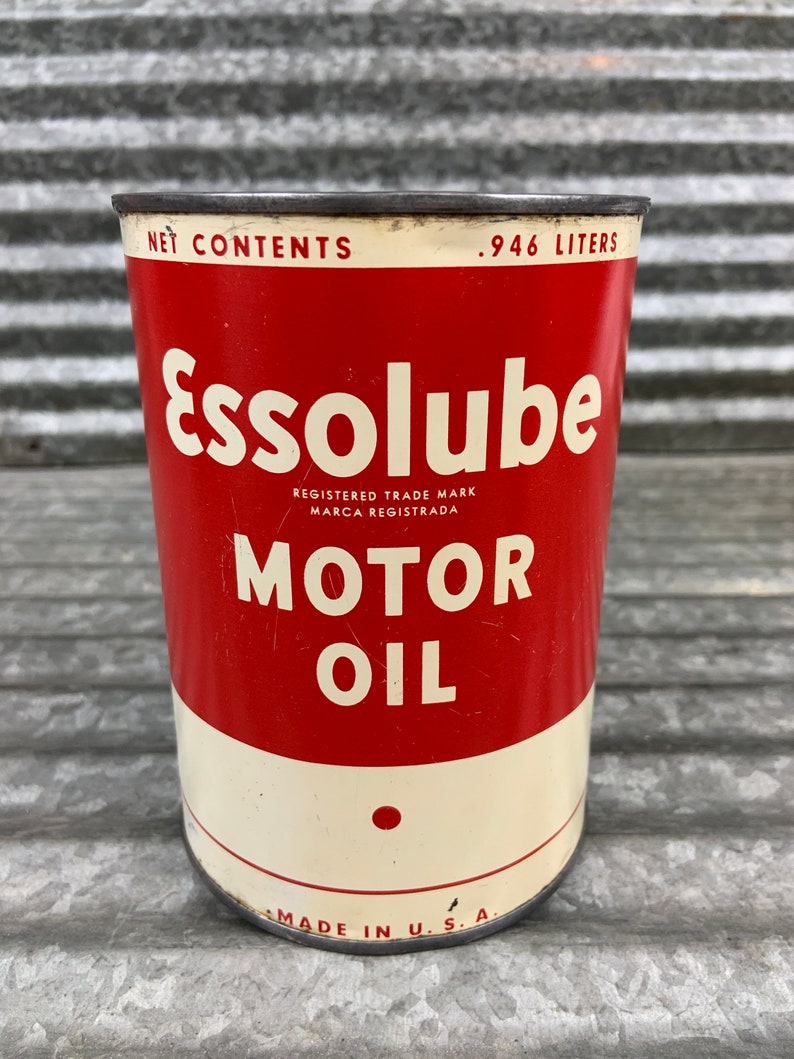 NET CONTENTS .946 LITERS
Essolube
REGISTERED TRADE MARK
MARCA REGISTRADA
MOTOR
OIL
MADE IN U. S. A.